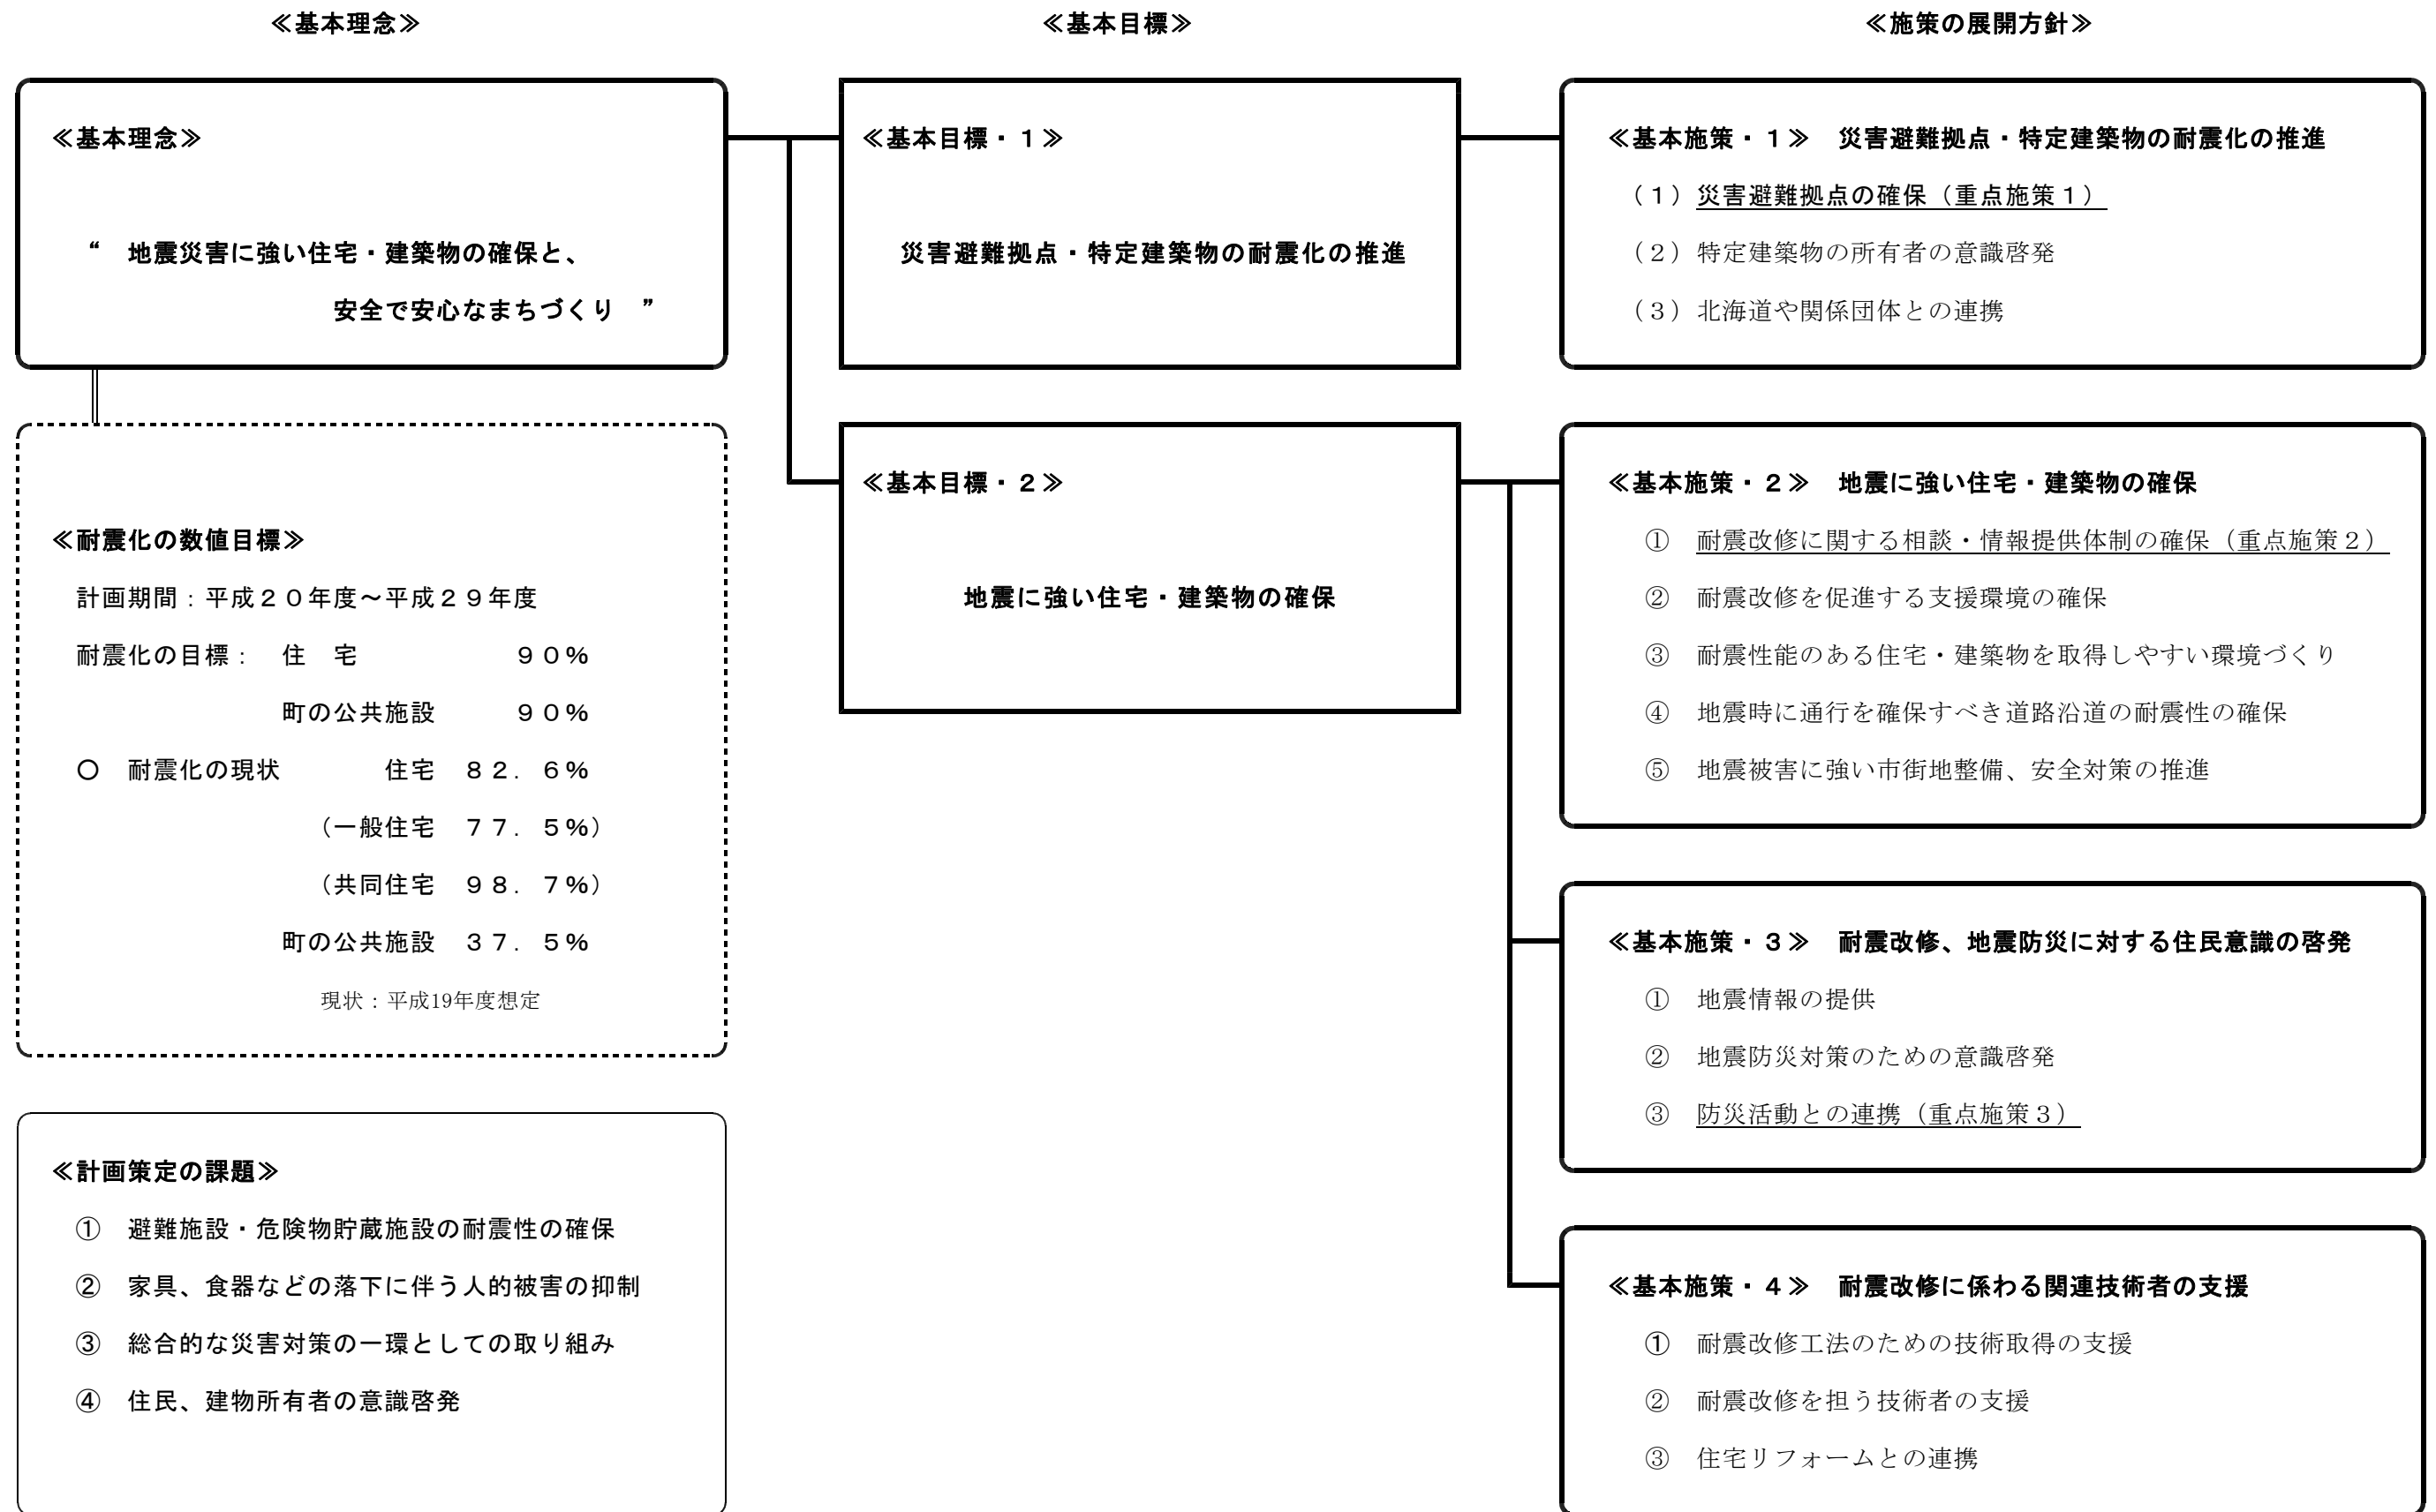 ≪基本理念≫
≪基本目標≫
≪施策の展開方針≫
≪基本理念≫
“　地震災害に強い住宅・建築物の確保と、
安全で安心なまちづくり　”
≪耐震化の数値目標≫
計画期間：平成２０年度～平成２９年度
耐震化の目標：　住　宅　　　　　　９０％
町の公共施設　　　９０％
○　耐震化の現状　　　　住宅　８２．６％
（一般住宅　７７．５％）
（共同住宅　９８．７％）
町の公共施設　３７．５％
現状：平成19年度想定
≪計画策定の課題≫
①　避難施設・危険物貯蔵施設の耐震性の確保
②　家具、食器などの落下に伴う人的被害の抑制
③　総合的な災害対策の一環としての取り組み
④　住民、建物所有者の意識啓発
≪基本目標・１≫
災害避難拠点・特定建築物の耐震化の推進
≪基本目標・２≫
地震に強い住宅・建築物の確保
≪基本施策・１≫　災害避難拠点・特定建築物の耐震化の推進
（１）災害避難拠点の確保（重点施策１）
（２）特定建築物の所有者の意識啓発
（３）北海道や関係団体との連携
≪基本施策・２≫　地震に強い住宅・建築物の確保
①　耐震改修に関する相談・情報提供体制の確保（重点施策２）
②　耐震改修を促進する支援環境の確保
③　耐震性能のある住宅・建築物を取得しやすい環境づくり
④　地震時に通行を確保すべき道路沿道の耐震性の確保
⑤　地震被害に強い市街地整備、安全対策の推進
≪基本施策・３≫　耐震改修、地震防災に対する住民意識の啓発
①　地震情報の提供
②　地震防災対策のための意識啓発
③　防災活動との連携（重点施策３）
≪基本施策・４≫　耐震改修に係わる関連技術者の支援
①　耐震改修工法のための技術取得の支援
②　耐震改修を担う技術者の支援
③　住宅リフォームとの連携